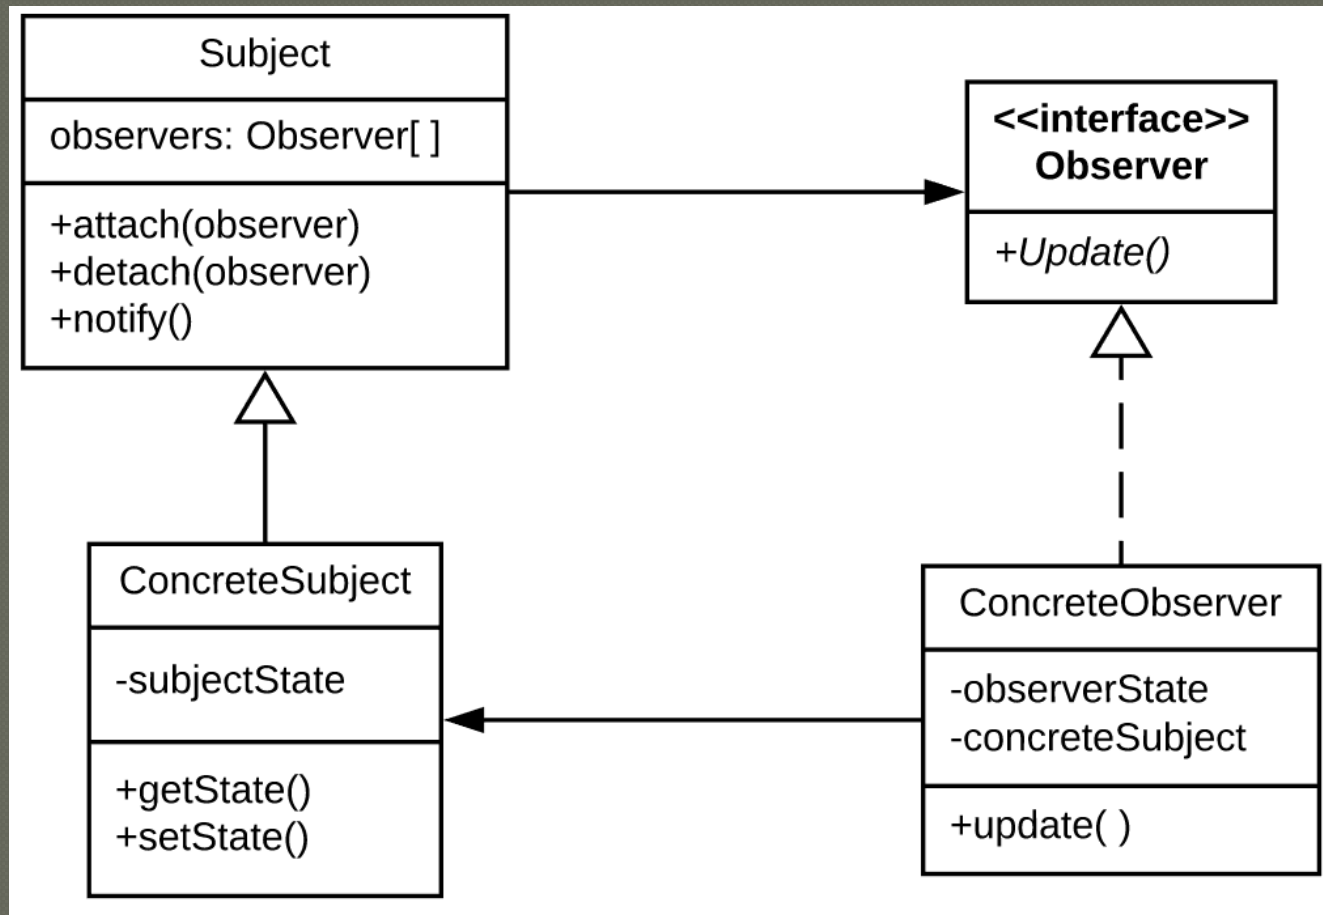 Subject
observers: Observer[ ]
+attach(observer)
+detach(observer)
+notify()
<<interface>>
Observer
+Update()
ConcreteSubject
-subjectState
+getState()
+setState()
ConcreteObserver
-observerState
-concreteSubject
+update( )